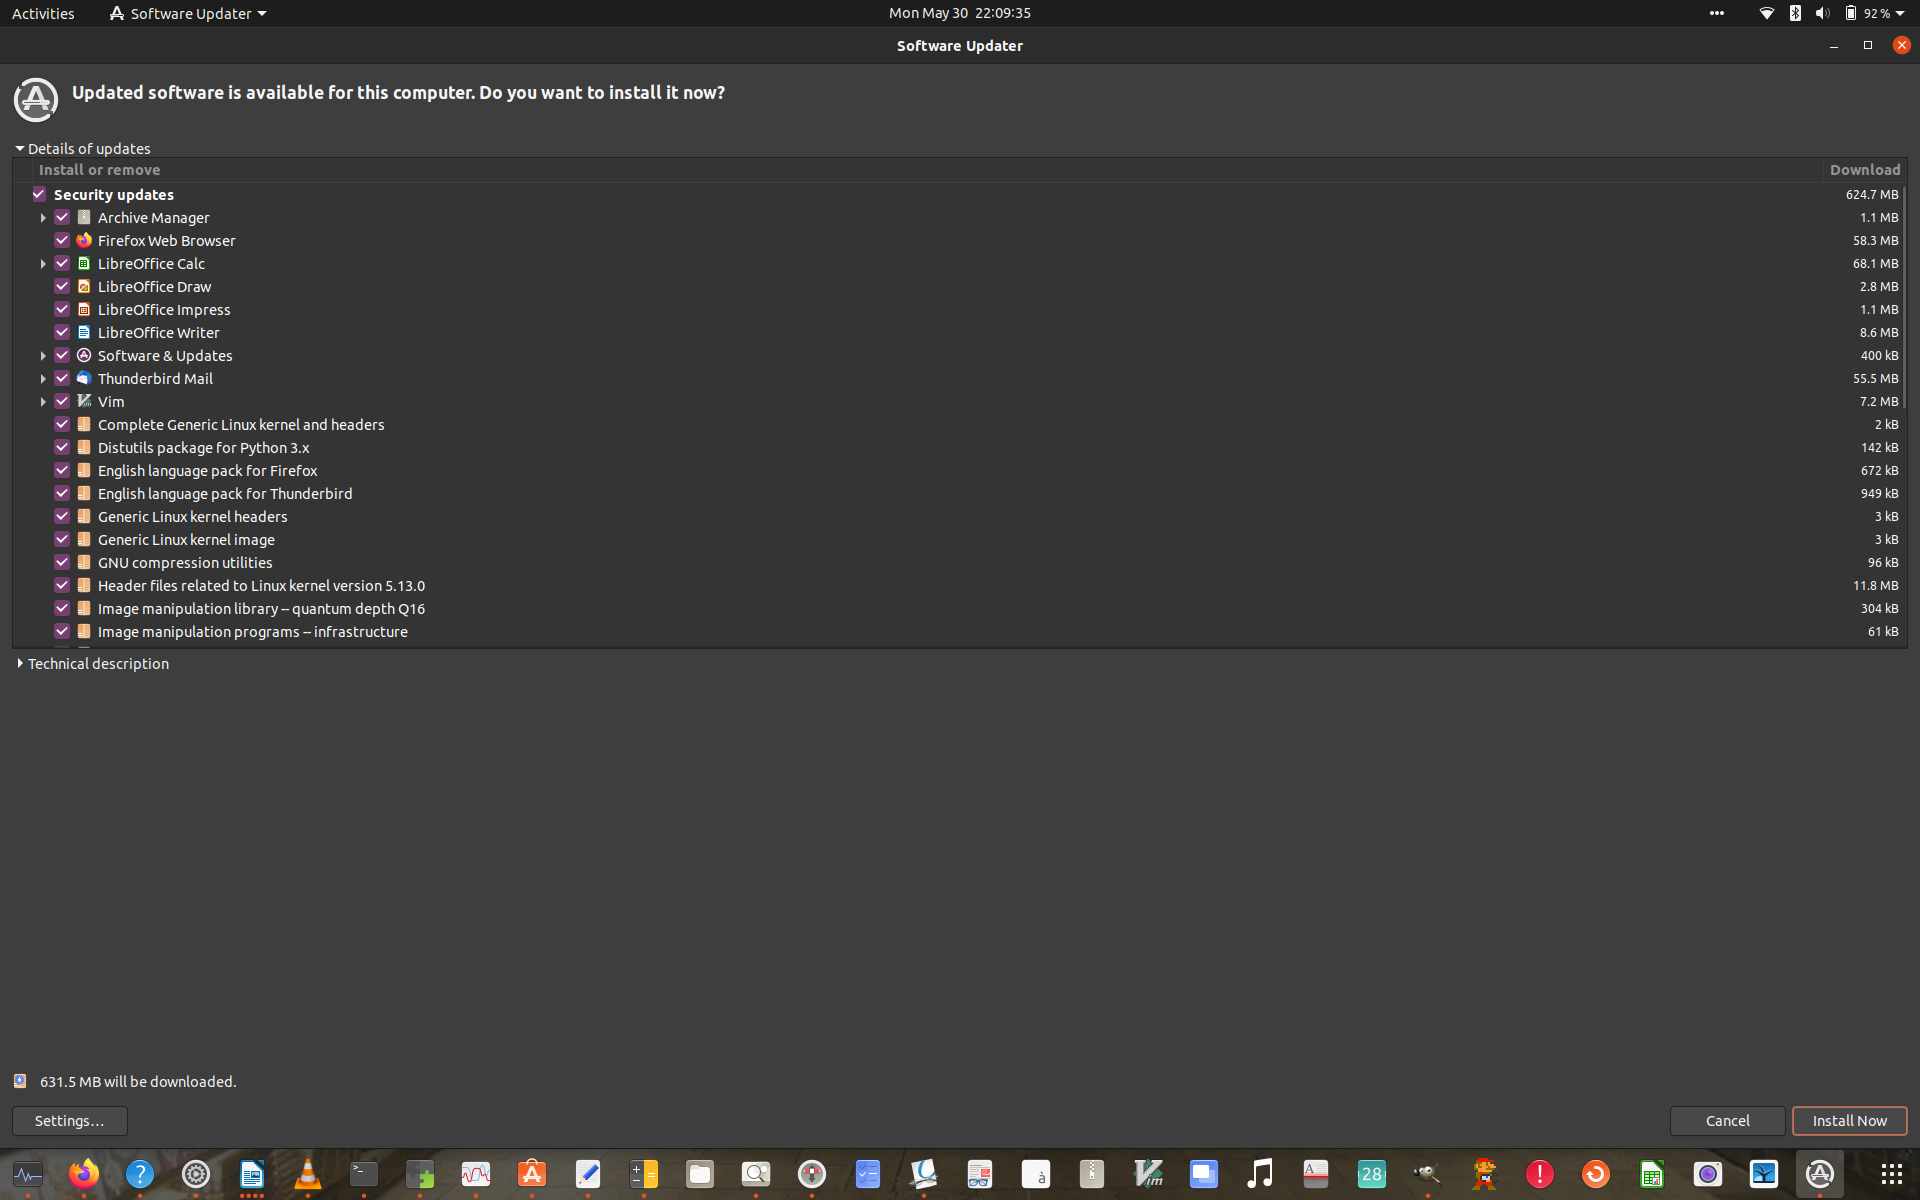 Activities Software Updater Mon May 30 22:09:35 92 %
Software Updater
Updated software is available for this computer. Do you want to install it now?
Details of updates
Install or remove Download
Security updates 624.7 MB
Archive Manager 1.1 MB
Firefox Web Browser 58.3 MB
LibreOffice Calc 68.1 MB
LibreOffice Draw 2.8 MB
LibreOffice Impress 1.1 MB
LibreOffice Writer 8.6 MB
Software & Updates 400 kB
Thunderbird Mail 55.5 MB
Vim 7.2 MB
Complete Generic Linux kernel and headers 2 kB
Distutils package for Python 3.x 142 kB
English language pack for Firefox 672 kB
English language pack for Thunderbird 949 kB
Generic Linux kernel headers 3 kB
Generic Linux kernel image 3 kB
GNU compression utilities 96 kB
Header files related to Linux kernel version 5.13.0 11.8 MB
Image manipulation library -- quantum depth Q16 304 kB
Image manipulation programs -- infrastructure 61 kB
Technical description
631.5 MB will be downloaded.
Settings… Cancel Install Now
? >_ à Vim A 28 !